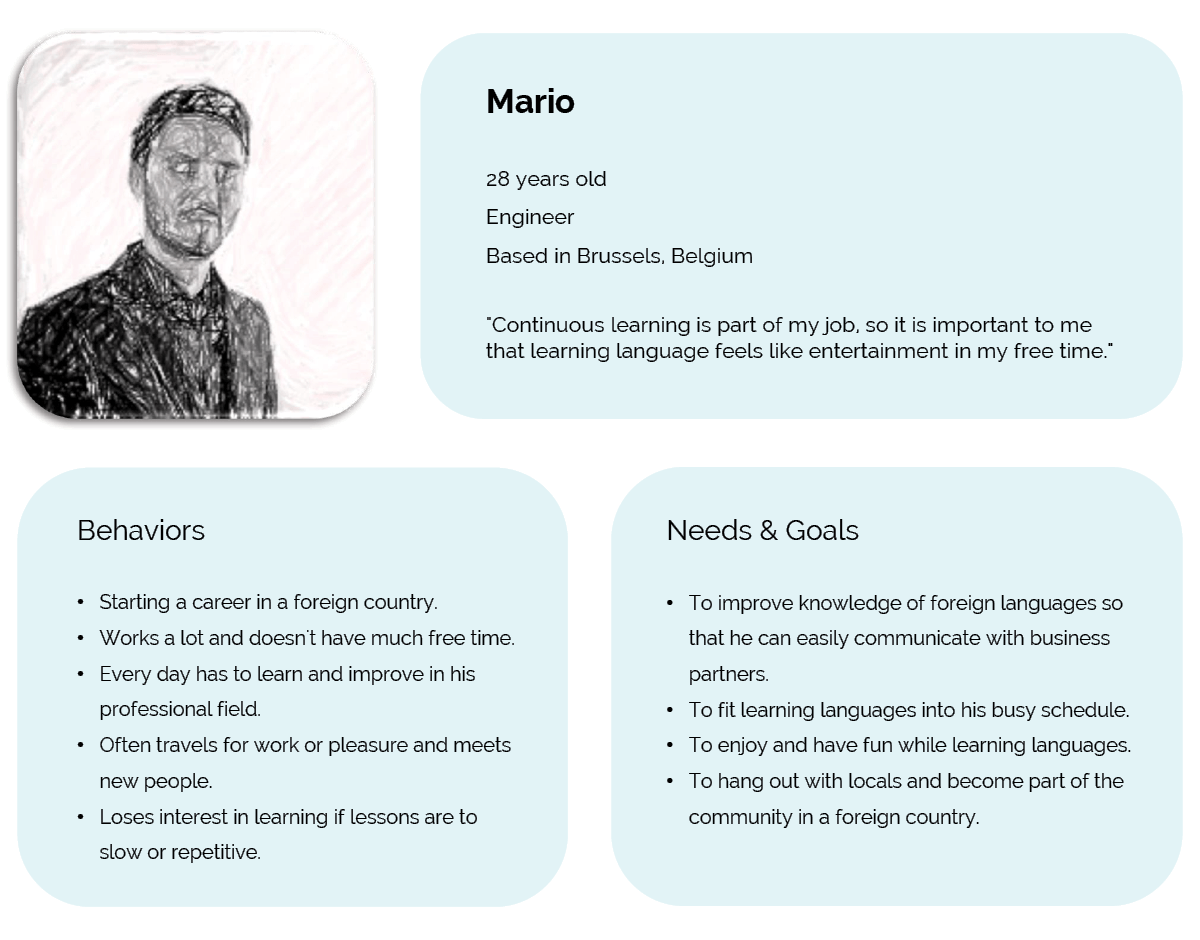 Mario
28 years old
Engineer
Based in Brussels, Belgium
"Continuous learning is part of my job, so it is important to me
that learning language feels like entertainment in my free time."
Behaviors
• Starting a career in a foreign country.
• Works a lot and doesn't have much free time.
• Every day has to learn and improve in his
professional field.
• Often travels for work or pleasure and meets
new people.
• Loses interest in learning if lessons are to
slow or repetitive.
Needs & Goals
• To improve knowledge of foreign languages so
that he can easily communicate with business
partners.
• To fit learning languages into his busy schedule.
• To enjoy and have fun while learning languages.
• To hang out with locals and become part of the
community in a foreign country.